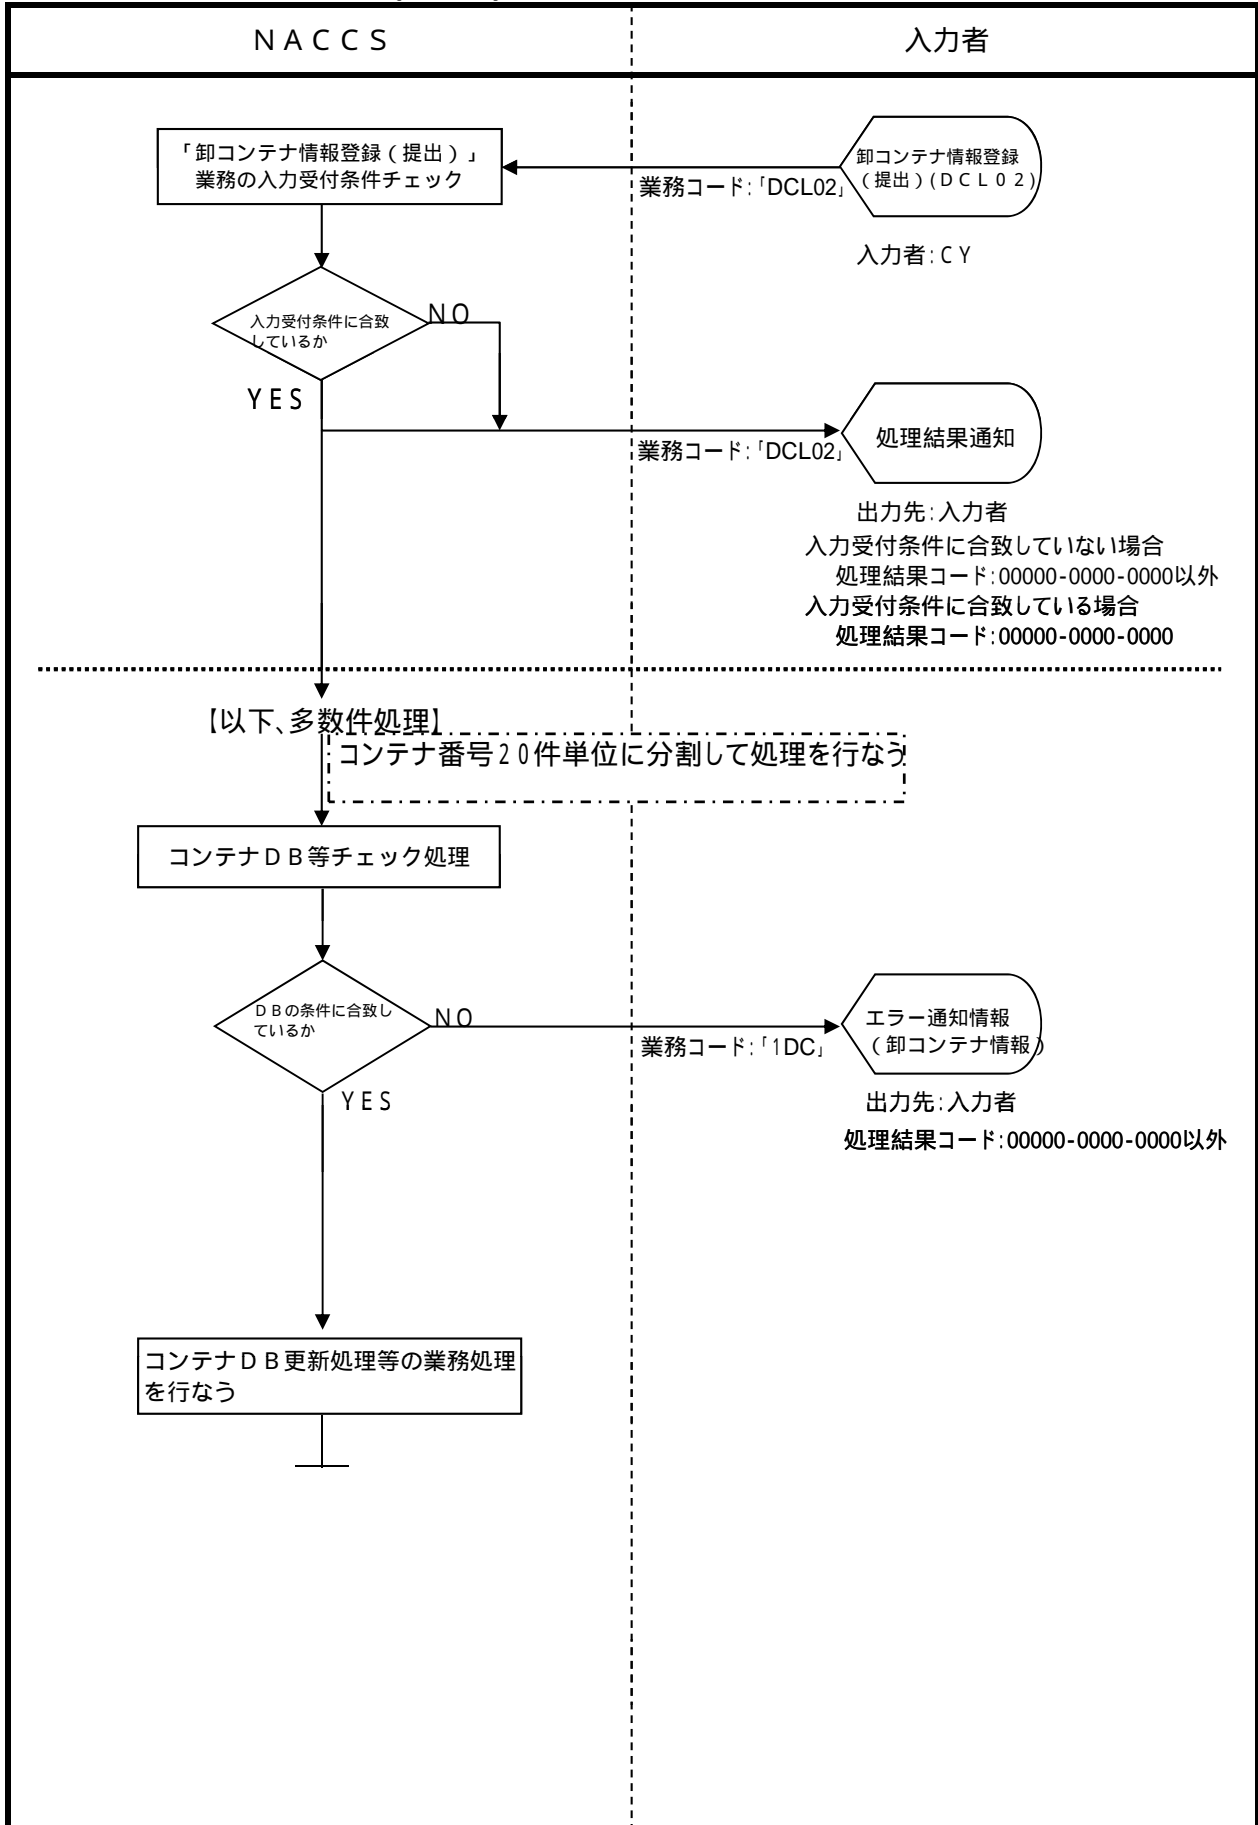 ＮＡＣＣＳ
入力者
「卸コンテナ情報登録（提出）」
業務の入力受付条件チェック
卸コンテナ情報登録
（提出）(ＤＣＬ０２)
業務コード：「DCL02」
入力者：ＣＹ
入力受付条件に合致
しているか
ＮＯ
ＹＥＳ
処理結果通知
業務コード：「DCL02」
出力先：入力者
入力受付条件に合致していない場合
処理結果コード：00000-0000-0000以外
入力受付条件に合致している場合
処理結果コード：00000-0000-0000
【以下、多数件処理】
コンテナ番号２０件単位に分割して処理を行なう
コンテナＤＢ等チェック処理
ＤＢの条件に合致し
ているか
ＮＯ
ＹＥＳ
業務コード：「1DC」
エラー通知情報
（卸コンテナ情報）
出力先：入力者
処理結果コード：00000-0000-0000以外
コンテナＤＢ更新処理等の業務処理
を行なう